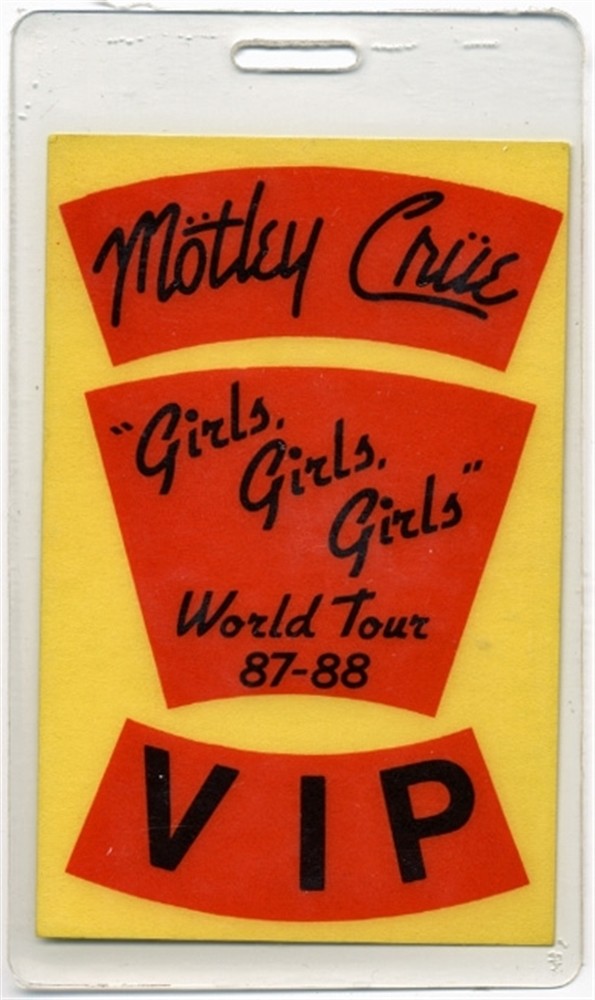 Mötley Crüe
"Girls,
Girls,
Girls"
World Tour
87-88
VIP